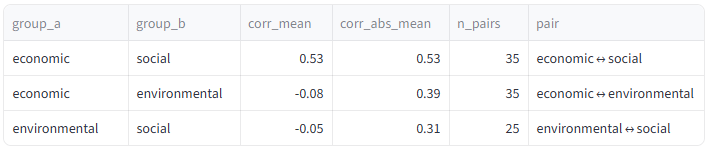 group_a group_b corr_mean corr_abs_mean n_pairs pair
economic social 0.53 0.53 35 economic↔social
economic environmental -0.08 0.39 35 economic↔environmental
environmental social -0.05 0.31 25 environmental↔social